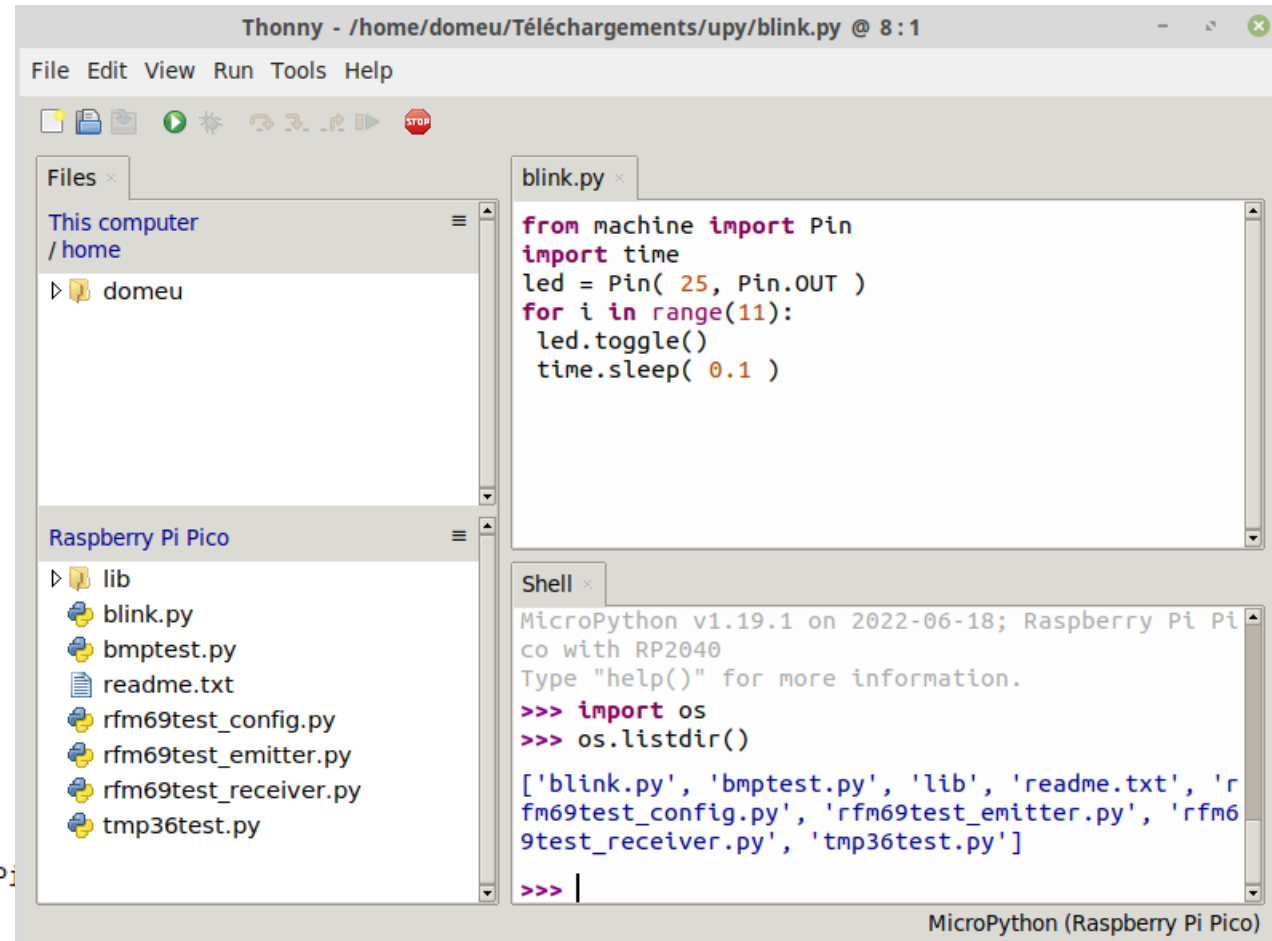 Thonny - /home/domeu/Téléchargements/upy/blink.py @ 8:1
File Edit View Run Tools Help
STOP
Files
This computer
/ home
domeu
Raspberry Pi Pico
lib
blink.py
bmptest.py
readme.txt
rfm69test_config.py
rfm69test_emitter.py
rfm69test_receiver.py
tmp36test.py
blink.py
from machine import Pin
import time
led = Pin( 25, Pin.OUT )
for i in range(11):
 led.toggle()
 time.sleep( 0.1 )
Shell
MicroPython v1.19.1 on 2022-06-18; Raspberry Pi Pi
co with RP2040
Type "help()" for more information.
>>> import os
>>> os.listdir()
['blink.py', 'bmptest.py', 'lib', 'readme.txt', 'r
fm69test_config.py', 'rfm69test_emitter.py', 'rfm6
9test_receiver.py', 'tmp36test.py']
>>>
MicroPython (Raspberry Pi Pico)